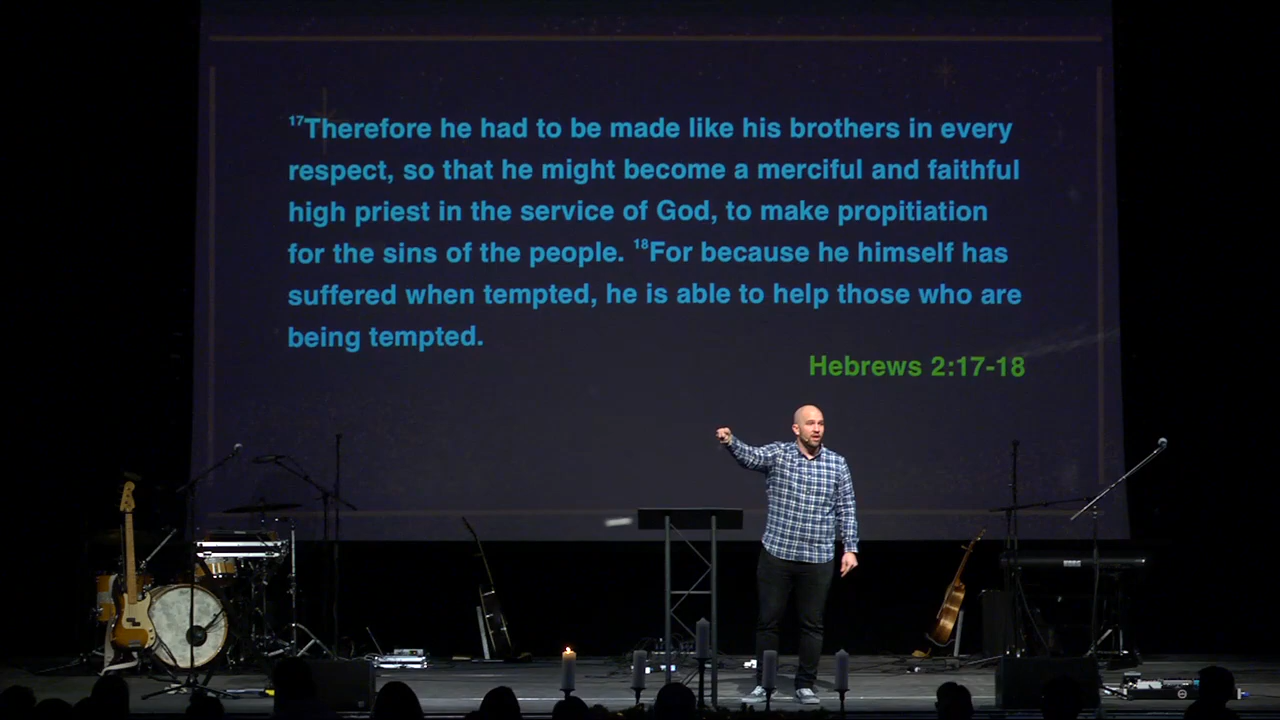 ¹⁷Therefore he had to be made like his brothers in every
respect, so that he might become a merciful and faithful
high priest in the service of God, to make propitiation
for the sins of the people. ¹⁸For because he himself has
suffered when tempted, he is able to help those who are
being tempted.
Hebrews 2:17-18
KORG